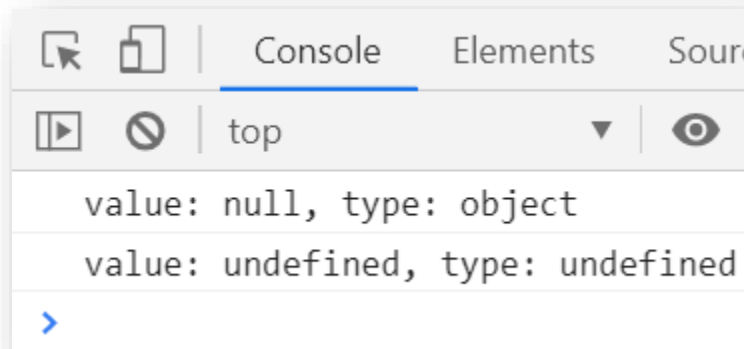 Console Elements Sour
top
value: null, type: object
value: undefined, type: undefined